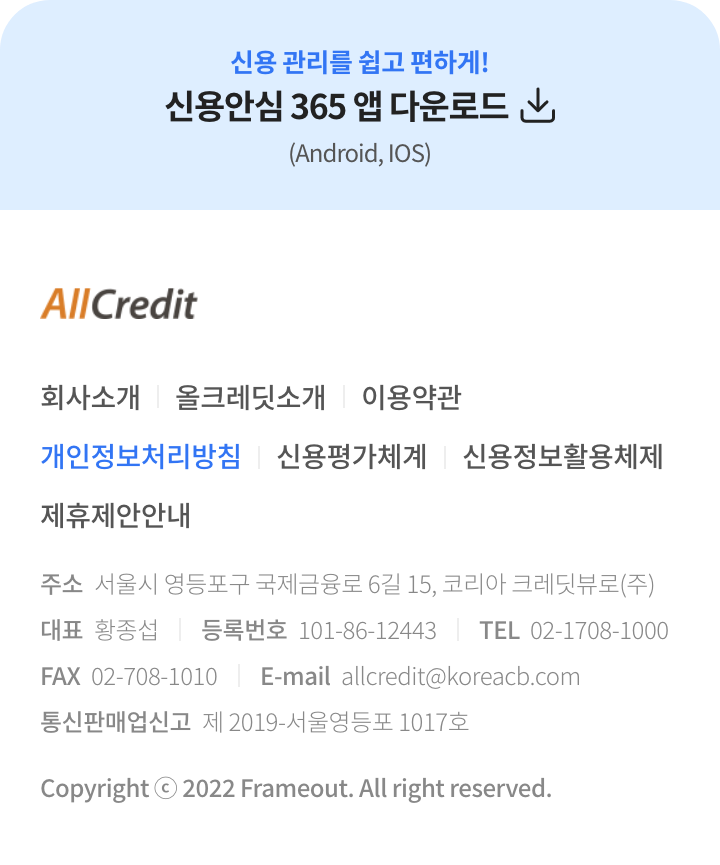 신용 관리를 쉽고 편하게!
신용안심 365 앱 다운로드
(Android, IOS)
AllCredit
회사소개 올크레딧소개 이용약관
개인정보처리방침 신용평가체계 신용정보활용체제
제휴제안안내
주소 서울시 영등포구 국제금융로 6길 15, 코리아 크레딧뷰로(주)
대표 황종섭 등록번호 101-86-12443 TEL 02-1708-1000
FAX 02-708-1010 E-mail allcredit@koreacb.com
통신판매업신고 제 2019-서울영등포 1017호
Copyright ⓒ 2022 Frameout. All right reserved.